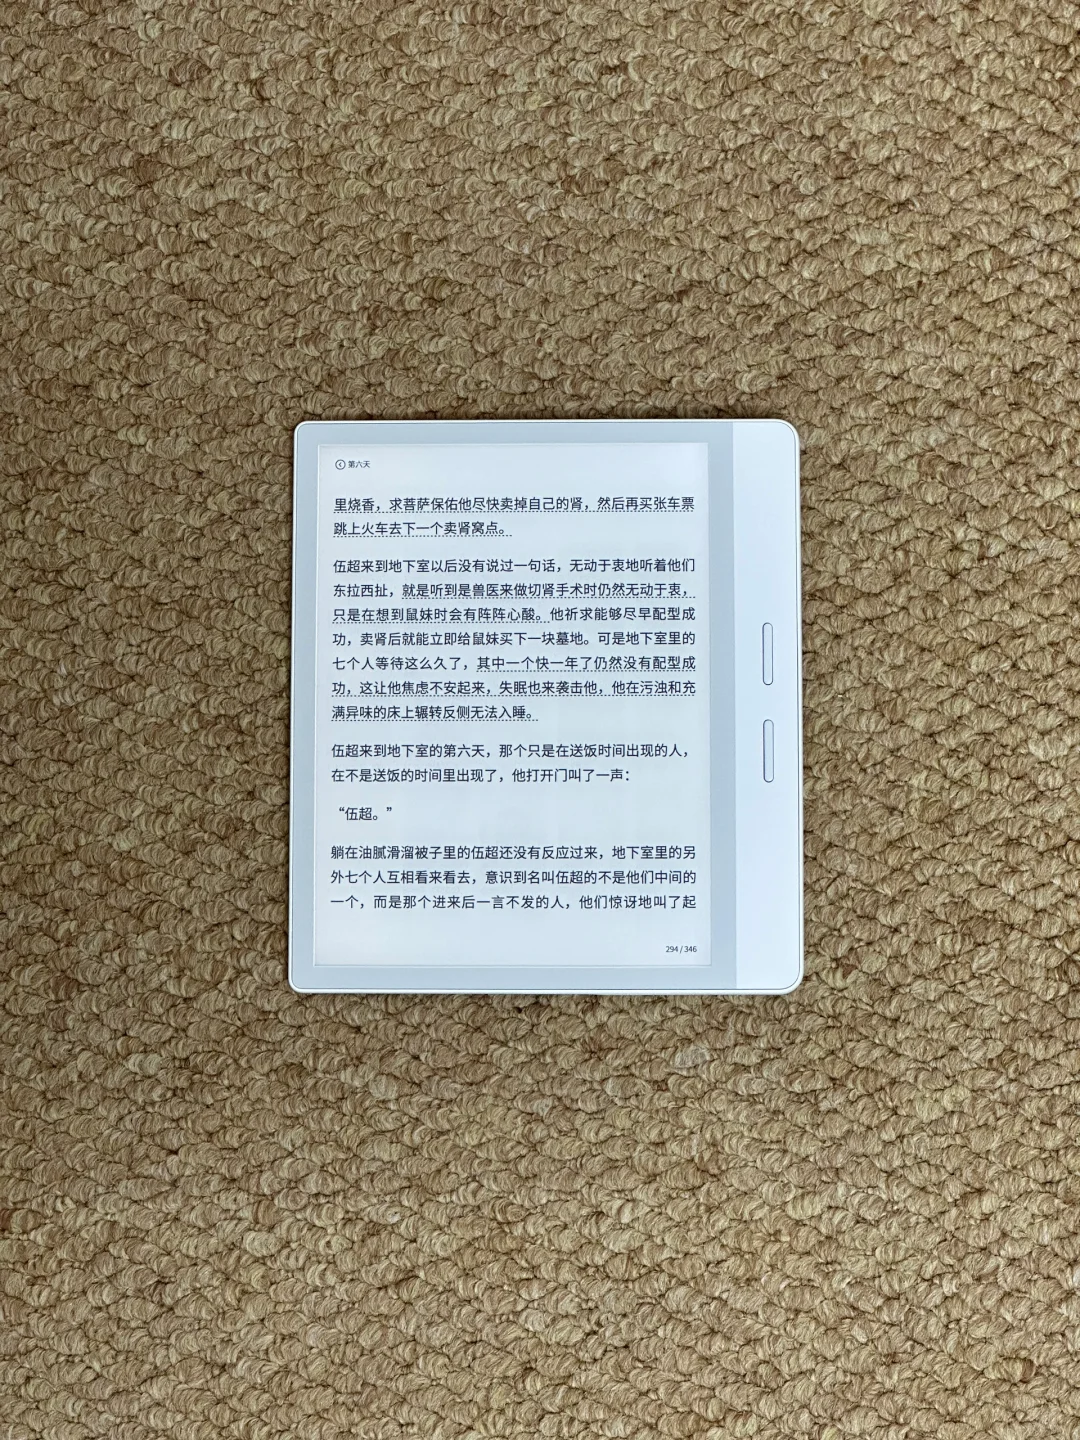 第六天
里烧香，求菩萨保佑他尽快卖掉自己的肾，然后再买张车票
跳上火车去下一个卖肾窝点。
伍超来到地下室以后没有说过一句话，无动于衷地听着他们
东拉西扯，就是听到是兽医来做切肾手术时仍然无动于衷，
只是在想到鼠妹时会有阵阵心酸。他祈求能够尽早配型成
功，卖肾后就能立即给鼠妹买下一块墓地。可是地下室里的
七个人等待这么久了，其中一个快一年了仍然没有配型成
功，这让他焦虑不安起来，失眠也来袭击他，他在污浊和充
满异味的床上辗转反侧无法入睡。
伍超来到地下室的第六天，那个只是在送饭时间出现的人，
在不是送饭的时间里出现了，他打开门叫了一声：
“伍超。”
躺在油腻滑溜被子里的伍超还没有反应过来，地下室里的另
外七个人互相看来看去，意识到名叫伍超的不是他们中间的
一个，而是那个进来后一言不发的人，他们惊讶地叫了起
294 / 346